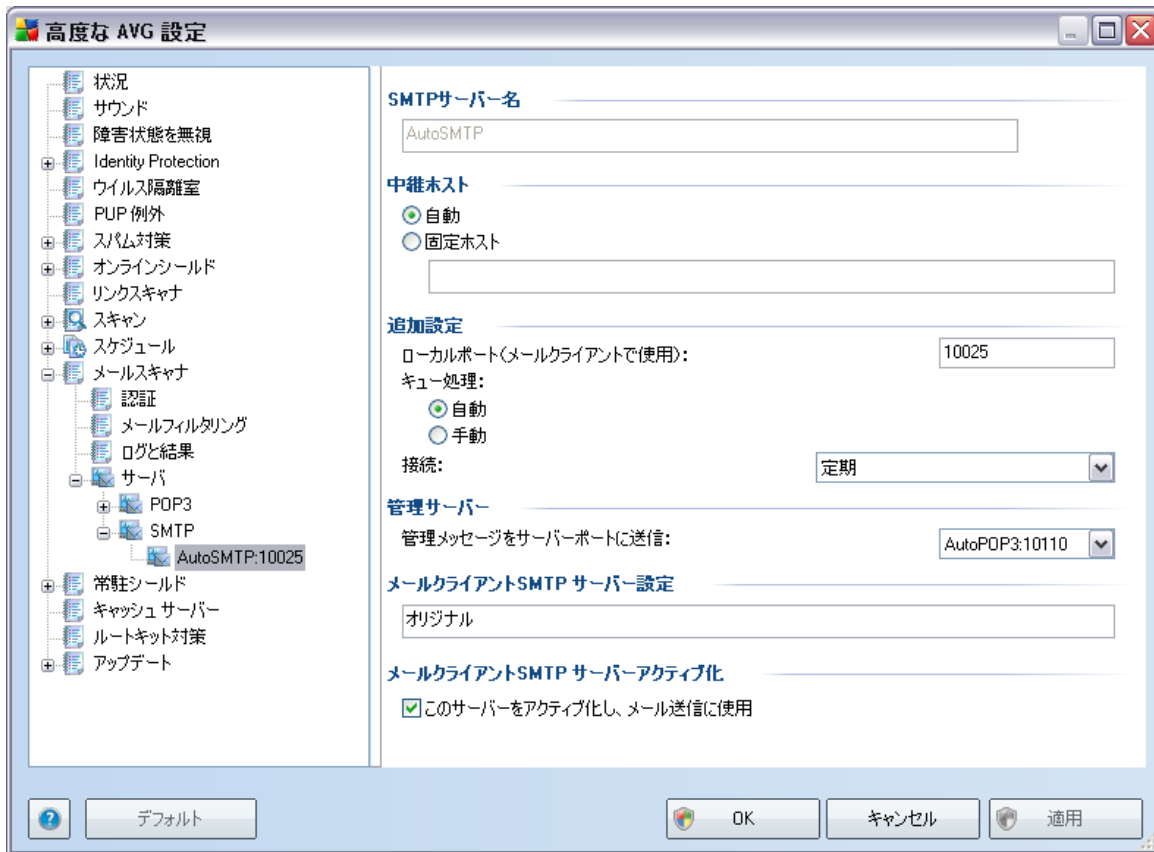 高度な AVG 設定
状況
サウンド
障害状態を無視
Identity Protection
ウイルス隔離室
PUP 例外
スパム対策
オンラインシールド
リンクスキャナ
スキャン
スケジュール
メールスキャナ
認証
メールフィルタリング
ログと結果
サーバ
POP3
SMTP
AutoSMTP:10025
常駐シールド
キャッシュ サーバー
ルートキット対策
アップデート
SMTPサーバー名
AutoSMTP
中継ホスト
自動
固定ホスト
追加設定
ローカルポート(メールクライアントで使用): 10025
キュー処理:
自動
手動
接続: 定期
管理サーバー
管理メッセージをサーバーポートに送信: AutoPOP3:10110
メールクライアントSMTP サーバー設定
オリジナル
メールクライアントSMTP サーバーアクティブ化
このサーバーをアクティブ化し、メール送信に使用
? デフォルト OK キャンセル 適用